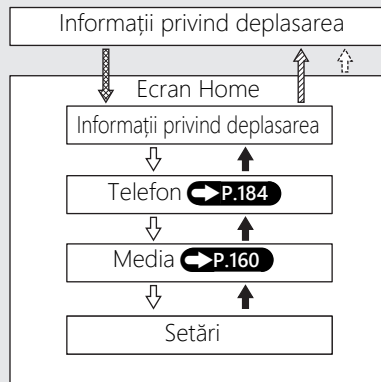 Informații privind deplasarea
Ecran Home
Informații privind deplasarea
Telefon P.184
Media P.160
Setări